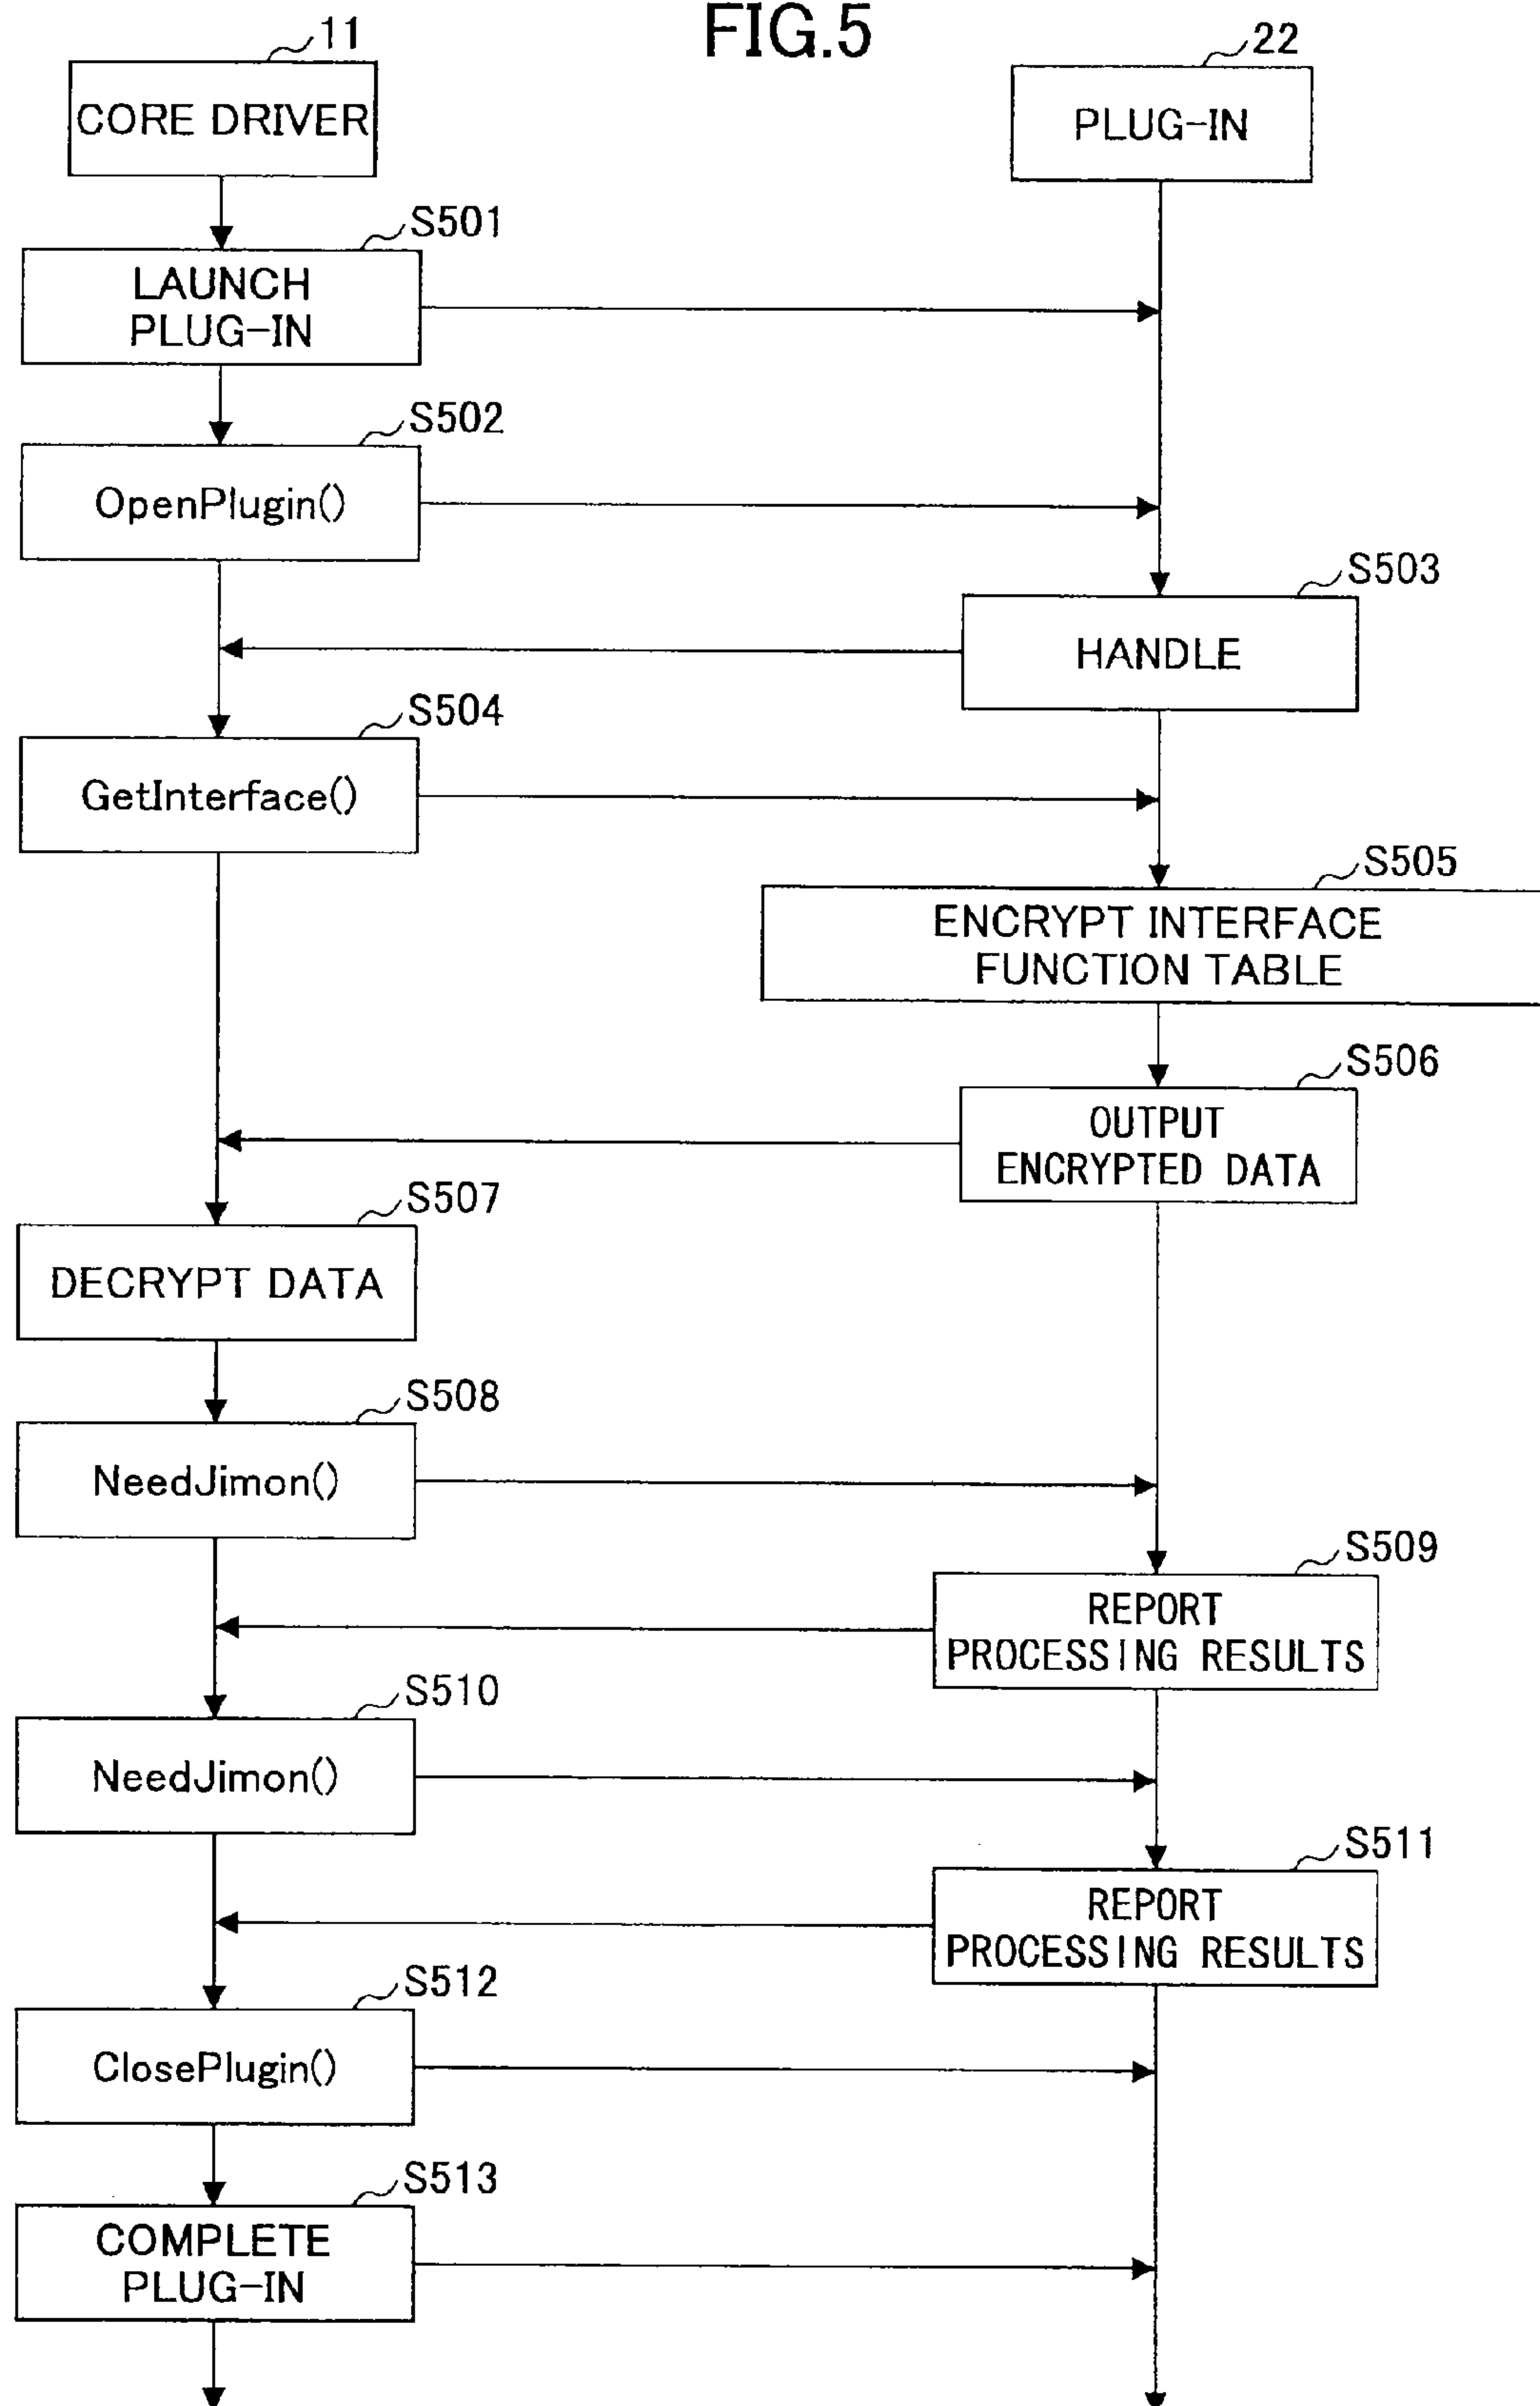 FIG.5
11
CORE DRIVER
22
PLUG-IN
S501
LAUNCH
PLUG-IN
S502
OpenPlugin()
S503
HANDLE
S504
GetInterface()
S505
ENCRYPT INTERFACE
FUNCTION TABLE
S506
OUTPUT
ENCRYPTED DATA
S507
DECRYPT DATA
S508
NeedJimon()
S509
REPORT
PROCESSING RESULTS
S510
NeedJimon()
S511
REPORT
PROCESSING RESULTS
S512
ClosePlugin()
S513
COMPLETE
PLUG-IN